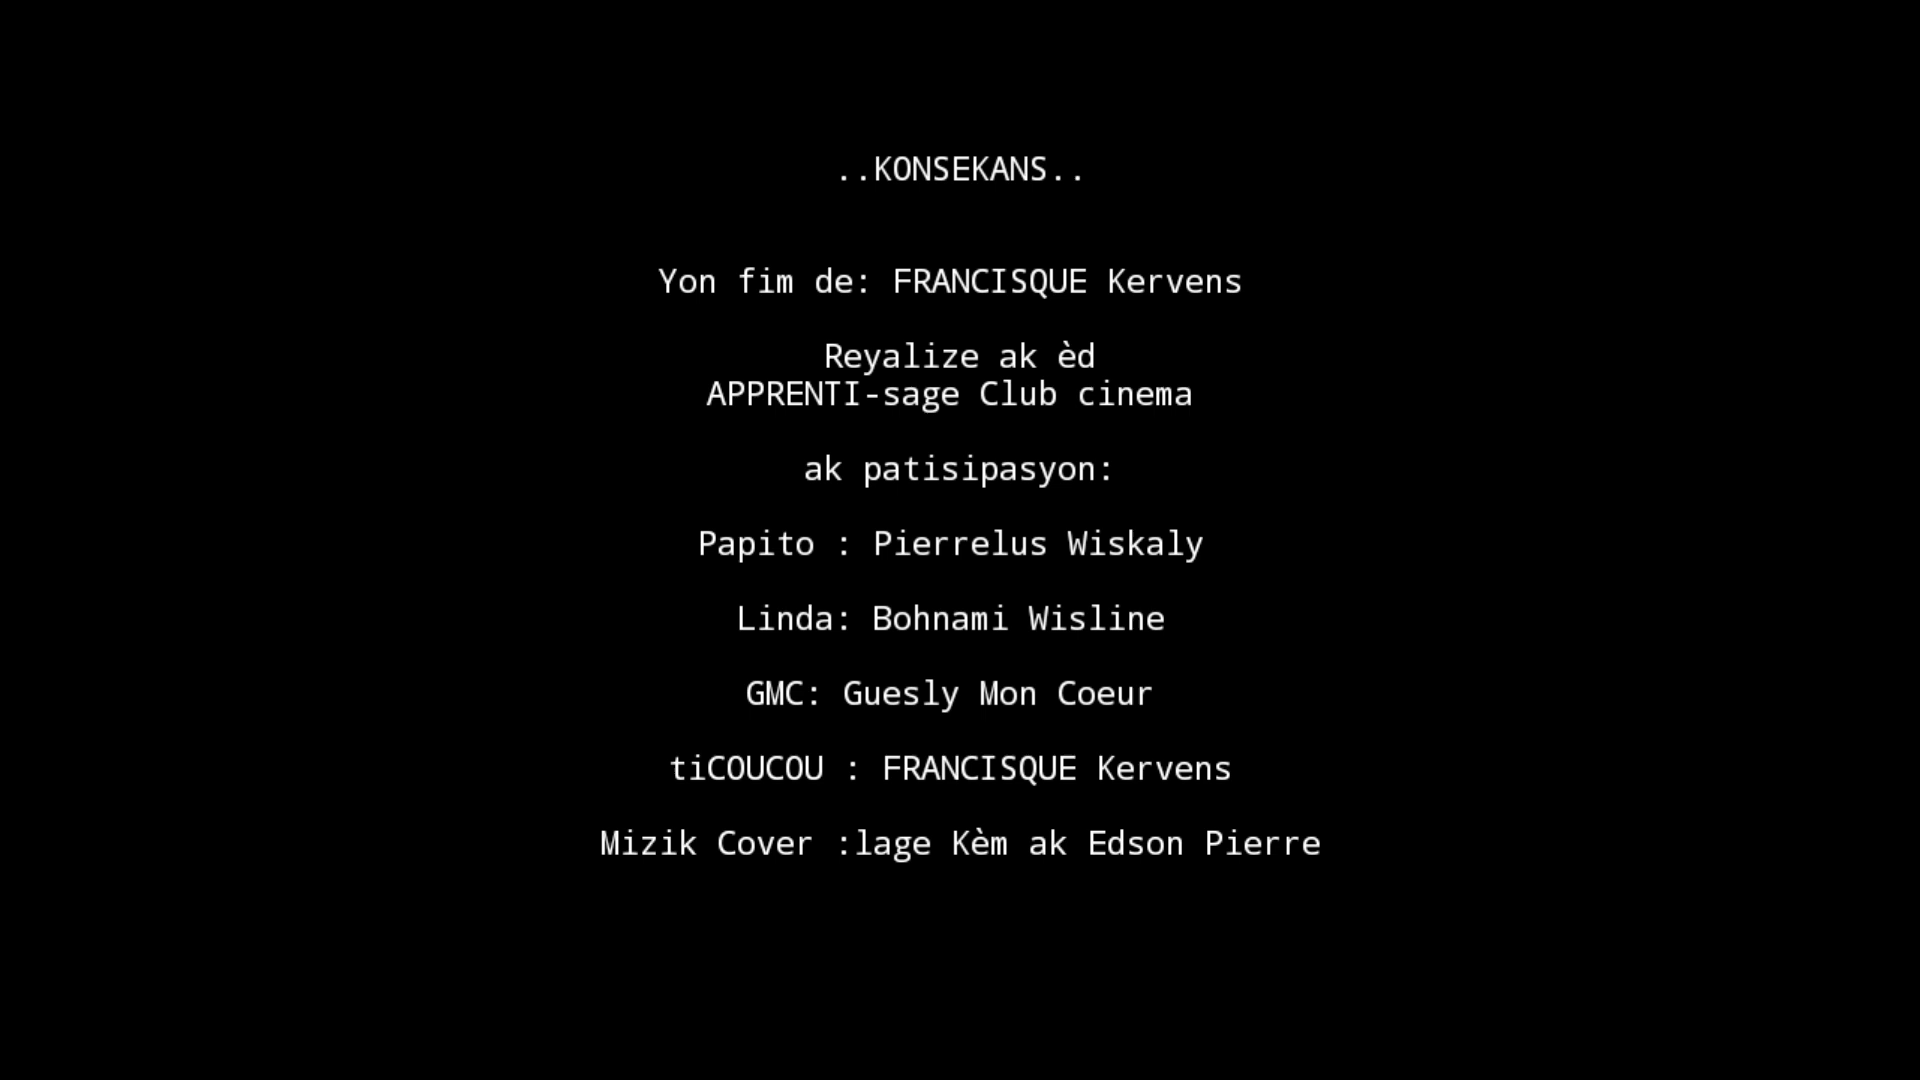 ..KONSEKANS..
Yon fim de: FRANCISQUE Kervens
Reyalize ak èd
APPRENTI-sage Club cinema
ak patisipasyon:
Papito : Pierrelus Wiskaly
Linda: Bohnami Wisline
GMC: Guesly Mon Coeur
tiCOUCOU : FRANCISQUE Kervens
Mizik Cover :lage Kèm ak Edson Pierre